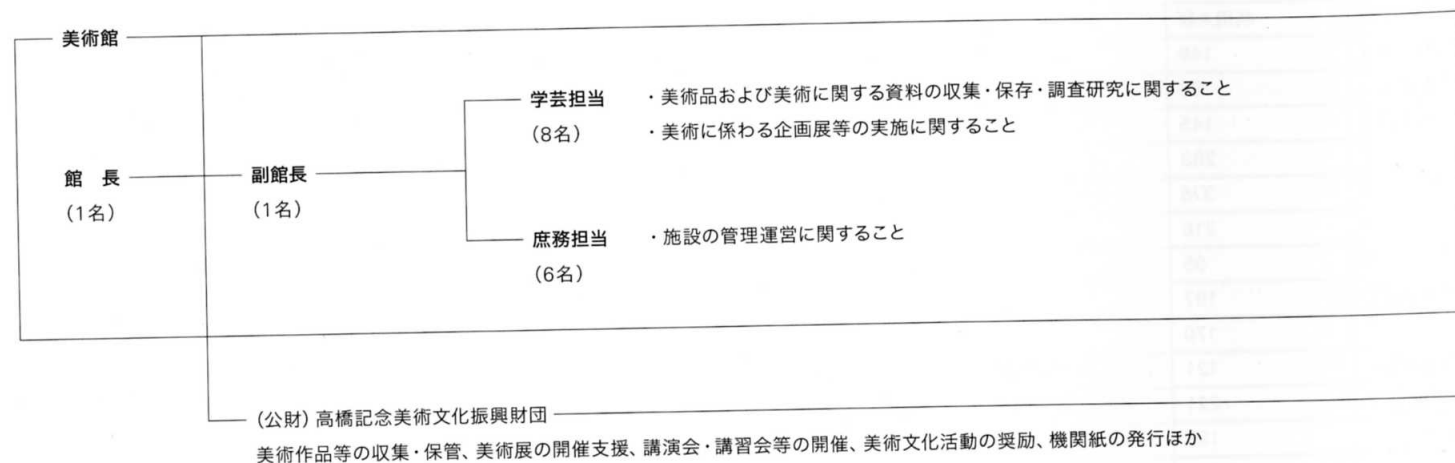 美術館
学芸担当 ・美術品および美術に関する資料の収集・保存・調査研究に関すること
(8名) ・美術に係わる企画展等の実施に関すること
館 長 副館長
(1名) (1名)
庶務担当 ・施設の管理運営に関すること
(6名)
(公財)高橋記念美術文化振興財団
美術作品等の収集・保管、美術展の開催支援、講演会・講習会等の開催、美術文化活動の奨励、機関紙の発行ほか